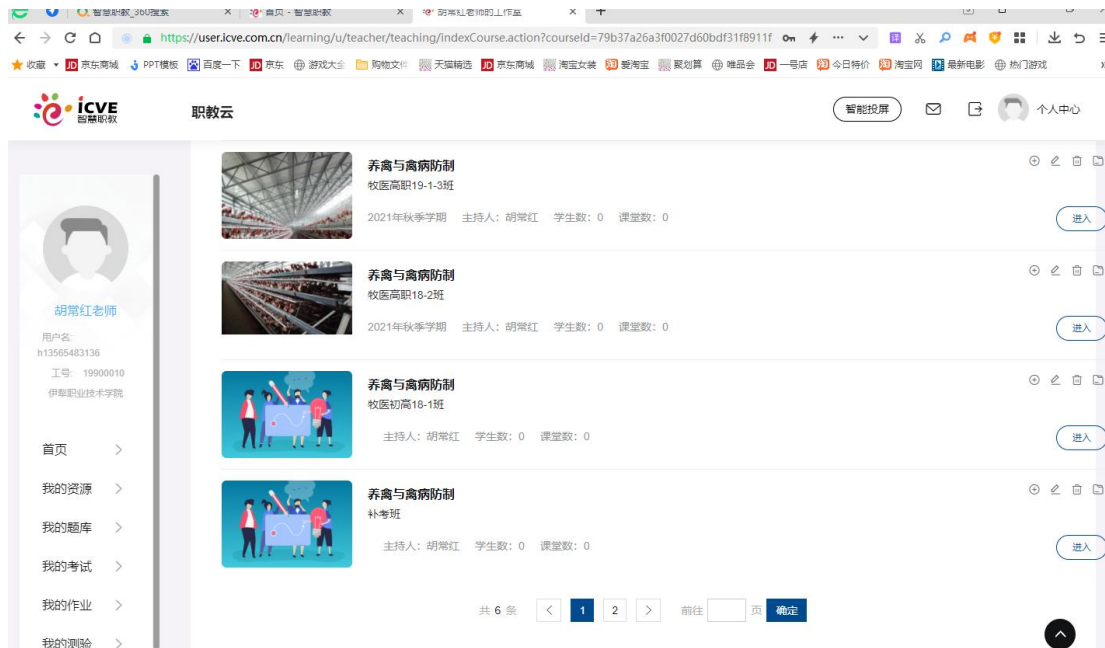 智慧职教_360搜索
首页 - 智慧职教
胡常红老师的工作室
https://user.icve.com.cn/learning/u/teacher/teaching/indexCourse.action?courseId=79b37a26a3f0027d60bdf31f8911f
收藏 京东商城 PPT模板 百度一下 京东 游戏大全 购物文件 天猫精选 京东商城 淘宝女装 爱淘宝 聚划算 唯品会 一号店 今日特价 淘宝网 最新电影 热门游戏
icve
智慧职教
职教云
智能投屏
个人中心
养禽与禽病防制
牧医高职19-1-3班
2021年秋季学期 主持人：胡常红 学生数：0 课堂数：0
进入
养禽与禽病防制
牧医高职18-2班
2021年秋季学期 主持人：胡常红 学生数：0 课堂数：0
进入
养禽与禽病防制
牧医初高18-1班
主持人：胡常红 学生数：0 课堂数：0
进入
养禽与禽病防制
补考班
主持人：胡常红 学生数：0 课堂数：0
进入
共 6 条 1 2 前往 页 确定
胡常红老师
用户名:
h13565483136
工号: 19900010
伊犁职业技术学院
首页
我的资源
我的题库
我的考试
我的作业
我的测验